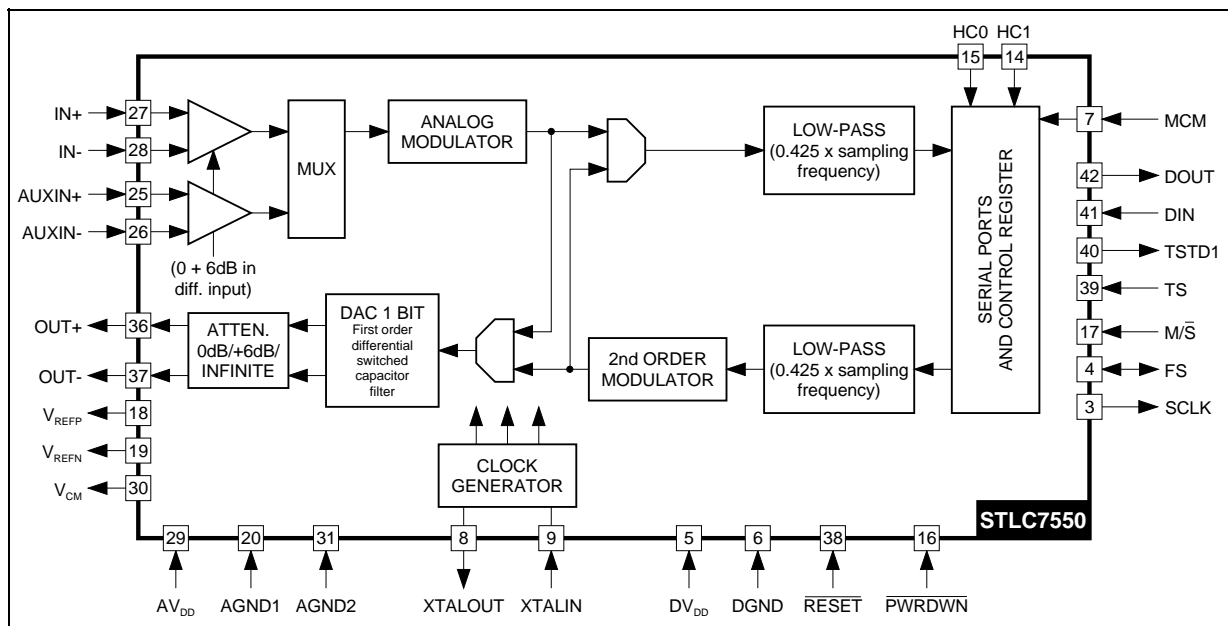 HC0 HC1
15 14
IN+ 27
IN- 28
AUXIN+ 25
AUXIN- 26
(0 + 6dB in
diff. input)
MUX
ANALOG
MODULATOR
LOW-PASS
(0.425 x sampling
frequency)
SERIAL PORTS
AND CONTROL REGISTER
7 MCM
42 DOUT
41 DIN
40 TSTD1
39 TS
17 M/S̅
4 FS
3 SCLK
OUT+ 36
OUT- 37
VREFP 18
VREFN 19
VCM 30
ATTEN.
0dB/+6dB/
INFINITE
DAC 1 BIT
First order
differential
switched
capacitor
filter
2nd ORDER
MODULATOR
LOW-PASS
(0.425 x sampling
frequency)
CLOCK
GENERATOR
STLC7550
29 20 31 8 9 5 6 38 16
AVDD AGND1 AGND2 XTALOUT XTALIN DVDD DGND R̅E̅S̅E̅T̅ P̅W̅R̅D̅W̅N̅